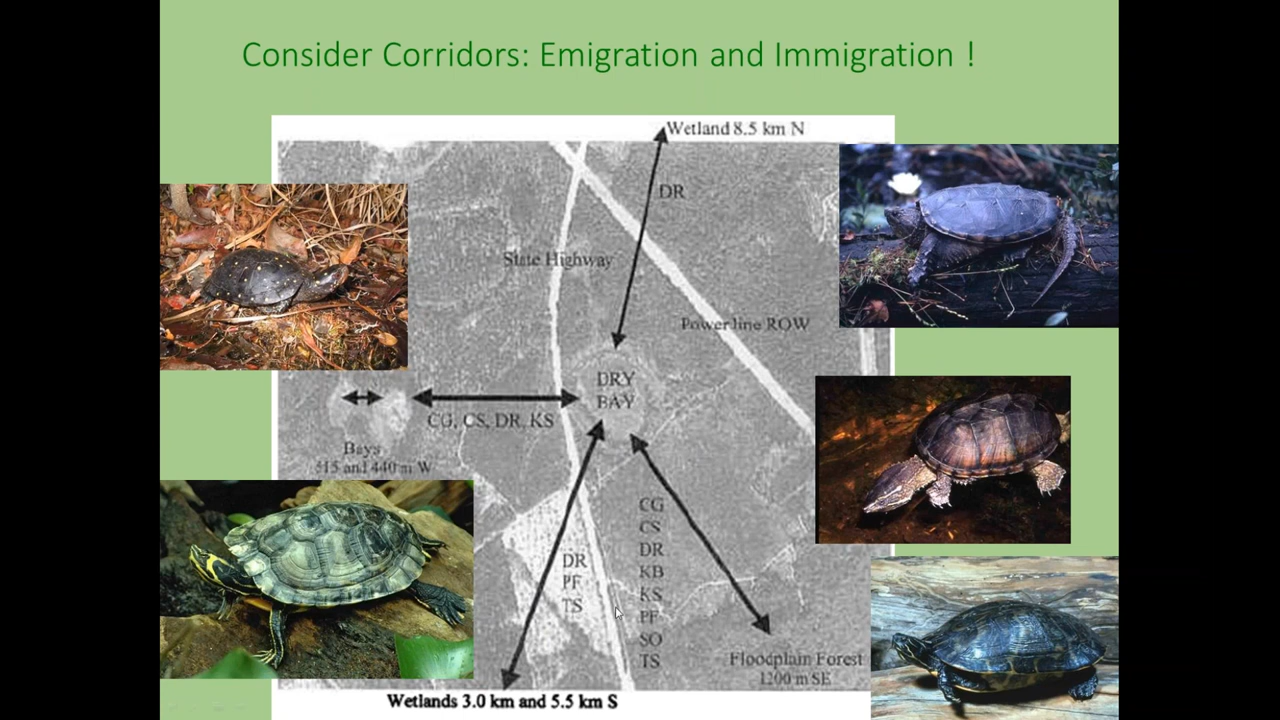 Consider Corridors: Emigration and Immigration !
Wetland 8.5 km N
DR
State Highway
Powerline ROW
DRY
BAY
CG, CS, DR, KS
Bays
515 and 440 m W
CG
CS
DR
KB
KS
PF
SO
TS
DR
PF
TS
Floodplain Forest
1200 m SE
Wetlands 3.0 km and 5.5 km S